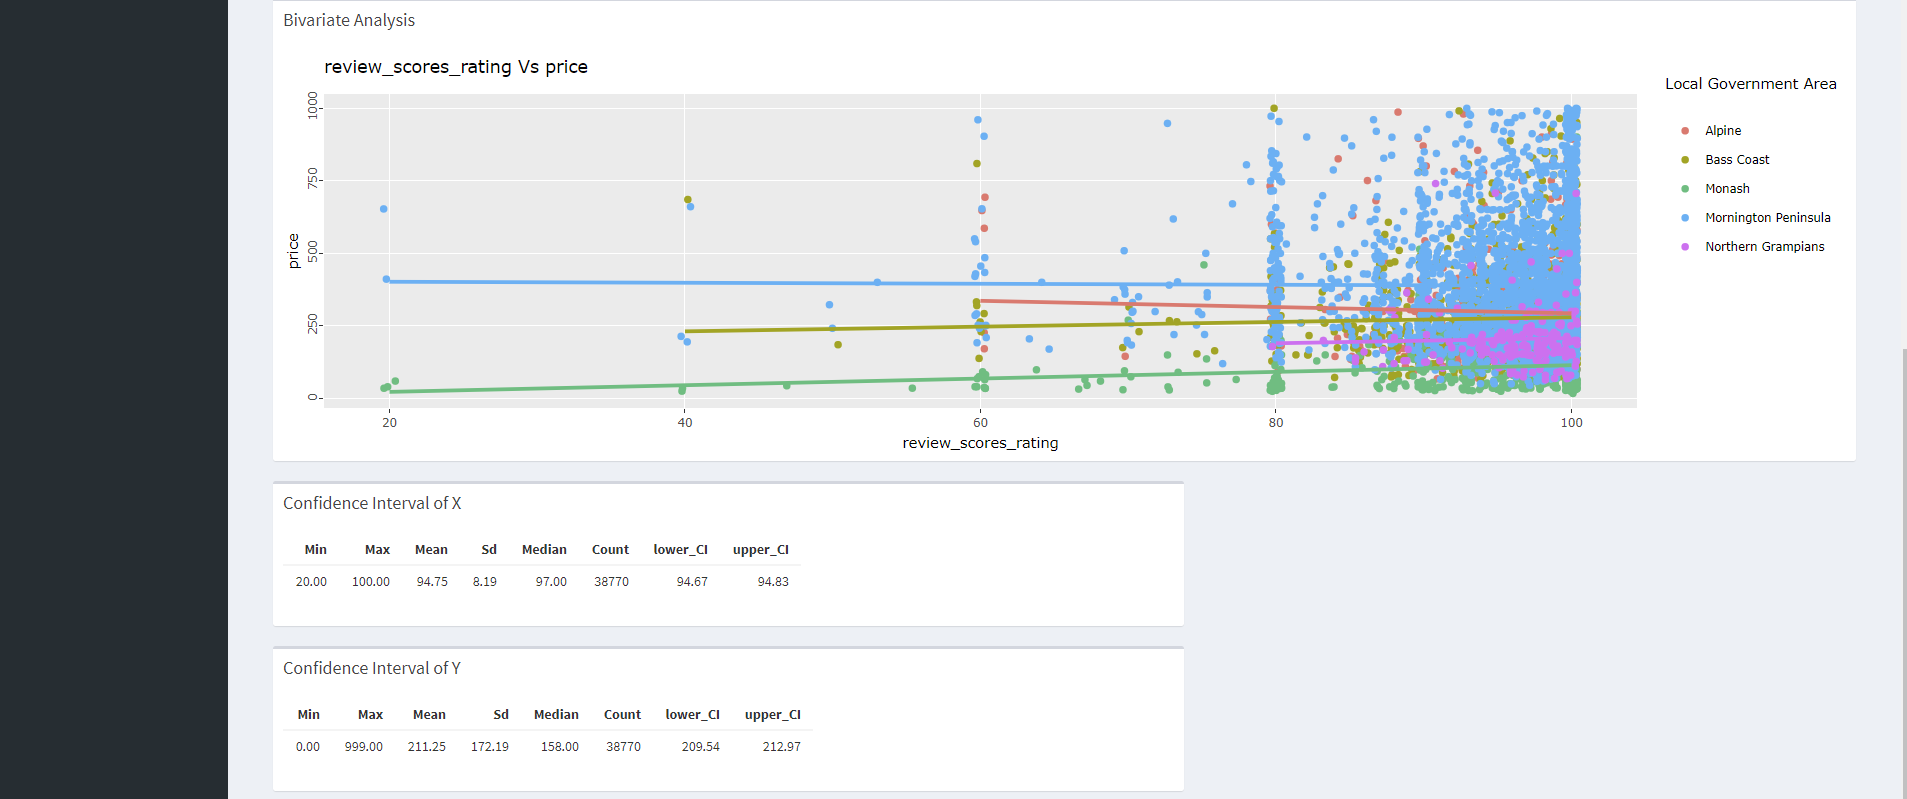 Bivariate Analysis
review_scores_rating Vs price
Local Government Area
Alpine
Bass Coast
Monash
Mornington Peninsula
Northern Grampians
price
1000
750
500
250
0
20 40 60 80 100
review_scores_rating
Confidence Interval of X
Min Max Mean Sd Median Count lower_CI upper_CI
20.00 100.00 94.75 8.19 97.00 38770 94.67 94.83
Confidence Interval of Y
Min Max Mean Sd Median Count lower_CI upper_CI
0.00 999.00 211.25 172.19 158.00 38770 209.54 212.97